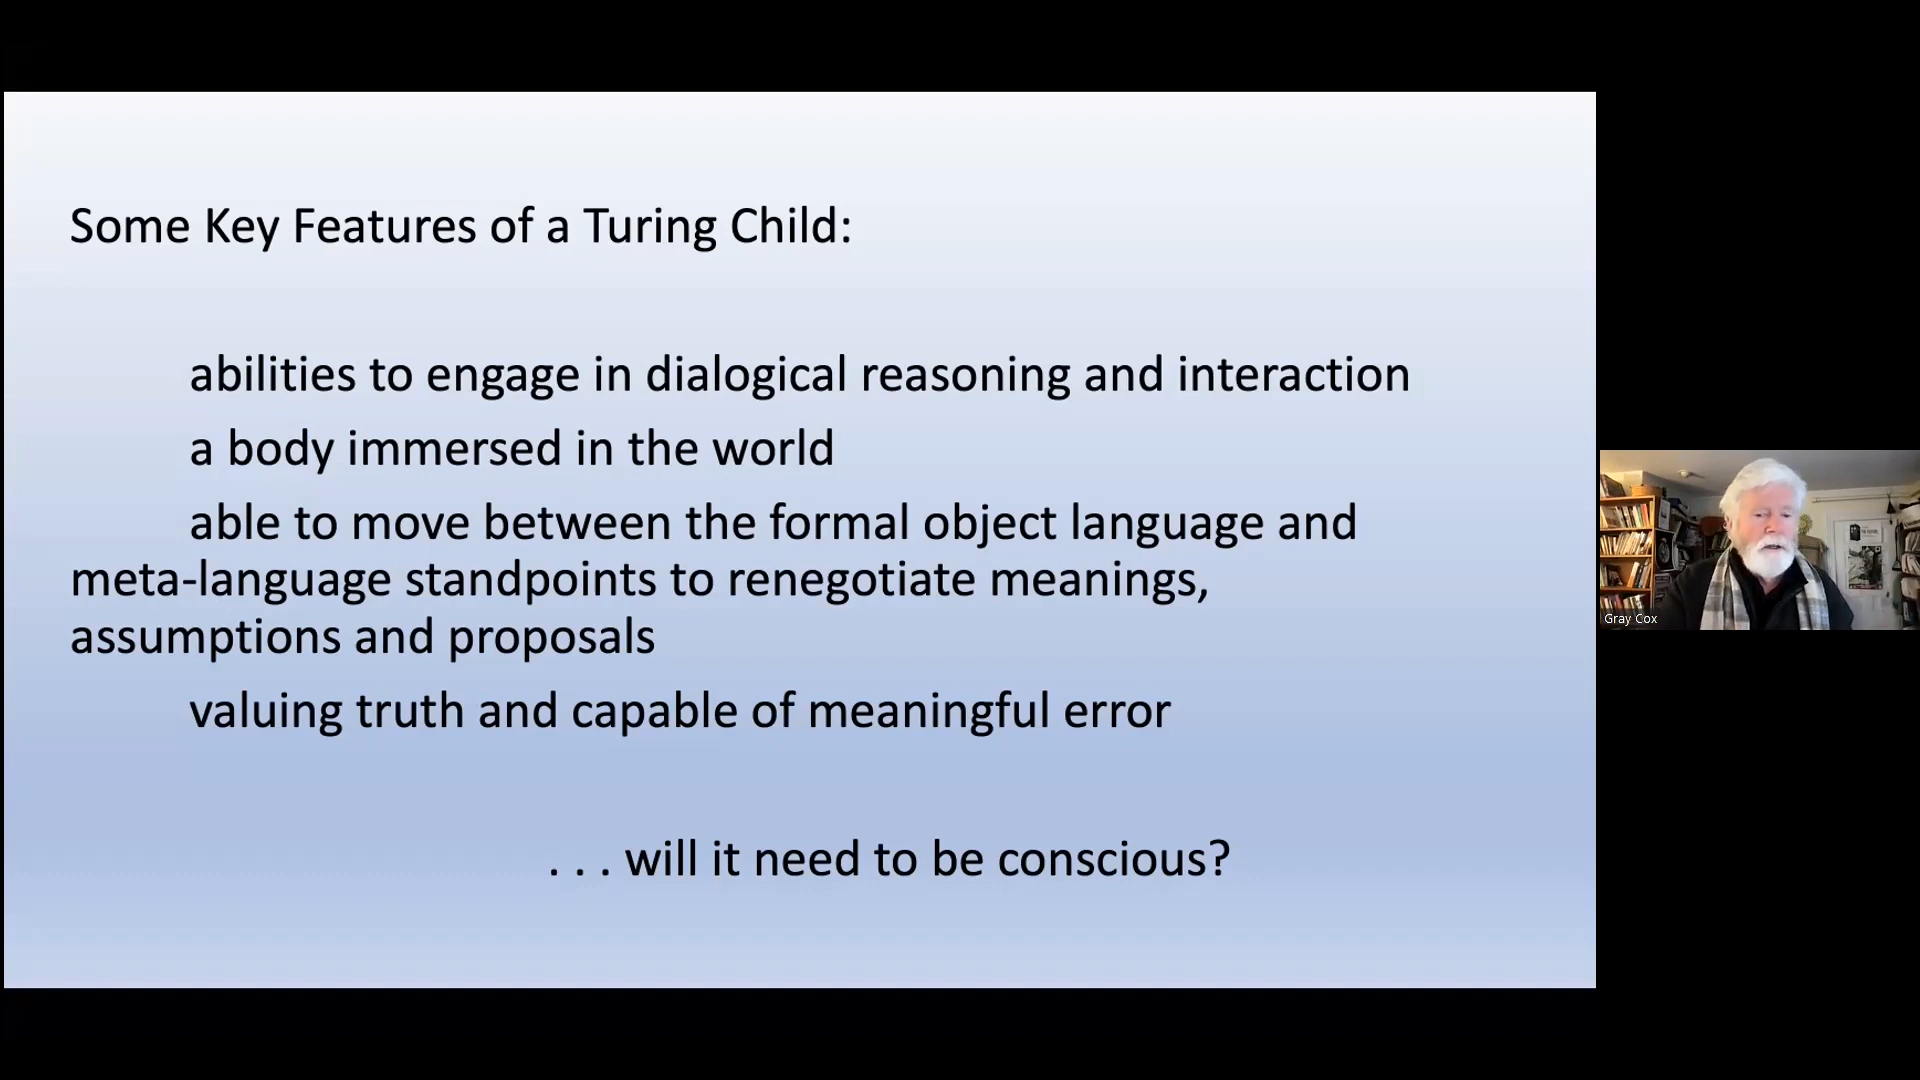 Some Key Features of a Turing Child:
abilities to engage in dialogical reasoning and interaction
a body immersed in the world
able to move between the formal object language and
meta-language standpoints to renegotiate meanings,
assumptions and proposals
valuing truth and capable of meaningful error
. . . will it need to be conscious?
Gray Cox